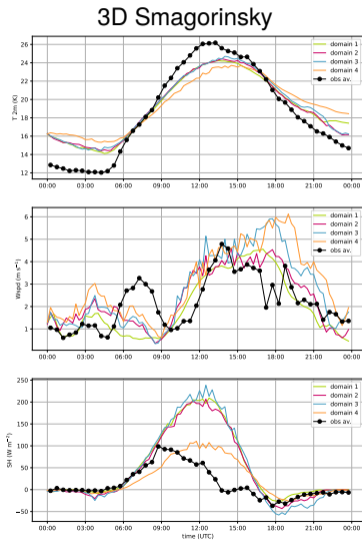 3D Smagorinsky
26
24
22
20
18
16
14
12
T 2m (K)
domain 1
domain 2
domain 3
domain 4
obs av.
00:00 03:00 06:00 09:00 12:00 15:00 18:00 21:00 00:00
6
5
4
3
2
1
Wspd (m s⁻¹)
domain 1
domain 2
domain 3
domain 4
obs av.
00:00 03:00 06:00 09:00 12:00 15:00 18:00 21:00 00:00
250
200
150
100
50
0
−50
SH (W m⁻²)
domain 1
domain 2
domain 3
domain 4
obs av.
00:00 03:00 06:00 09:00 12:00 15:00 18:00 21:00 00:00
time (UTC)